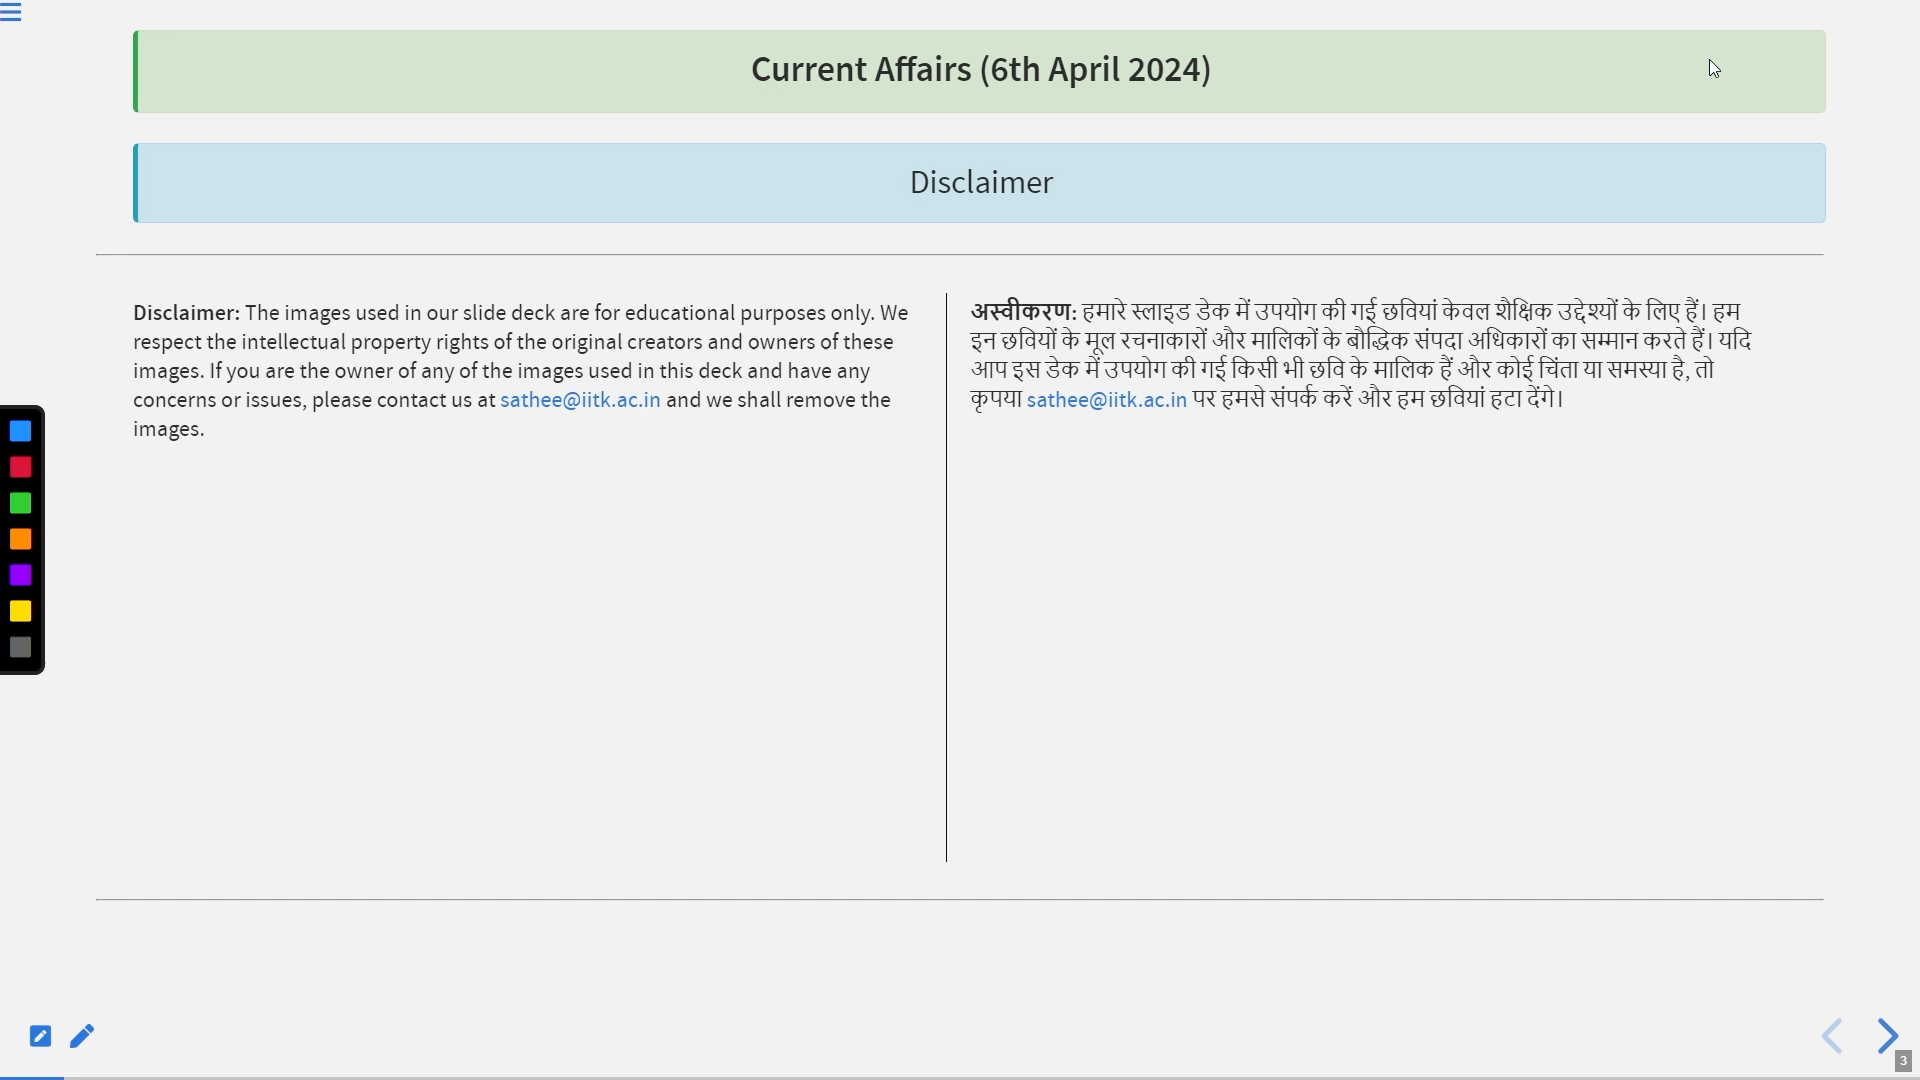 Current Affairs (6th April 2024)
Disclaimer
Disclaimer: The images used in our slide deck are for educational purposes only. We
respect the intellectual property rights of the original creators and owners of these
images. If you are the owner of any of the images used in this deck and have any
concerns or issues, please contact us at sathee@iitk.ac.in and we shall remove the
images.
अस्वीकरण: हमारे स्लाइड डेक में उपयोग की गई छवियां केवल शैक्षिक उद्देश्यों के लिए हैं। हम
इन छवियों के मूल रचनाकारों और मालिकों के बौद्धिक संपदा अधिकारों का सम्मान करते हैं। यदि
आप इस डेक में उपयोग की गई किसी भी छवि के मालिक हैं और कोई चिंता या समस्या है, तो
कृपया sathee@iitk.ac.in पर हमसे संपर्क करें और हम छवियां हटा देंगे।
3